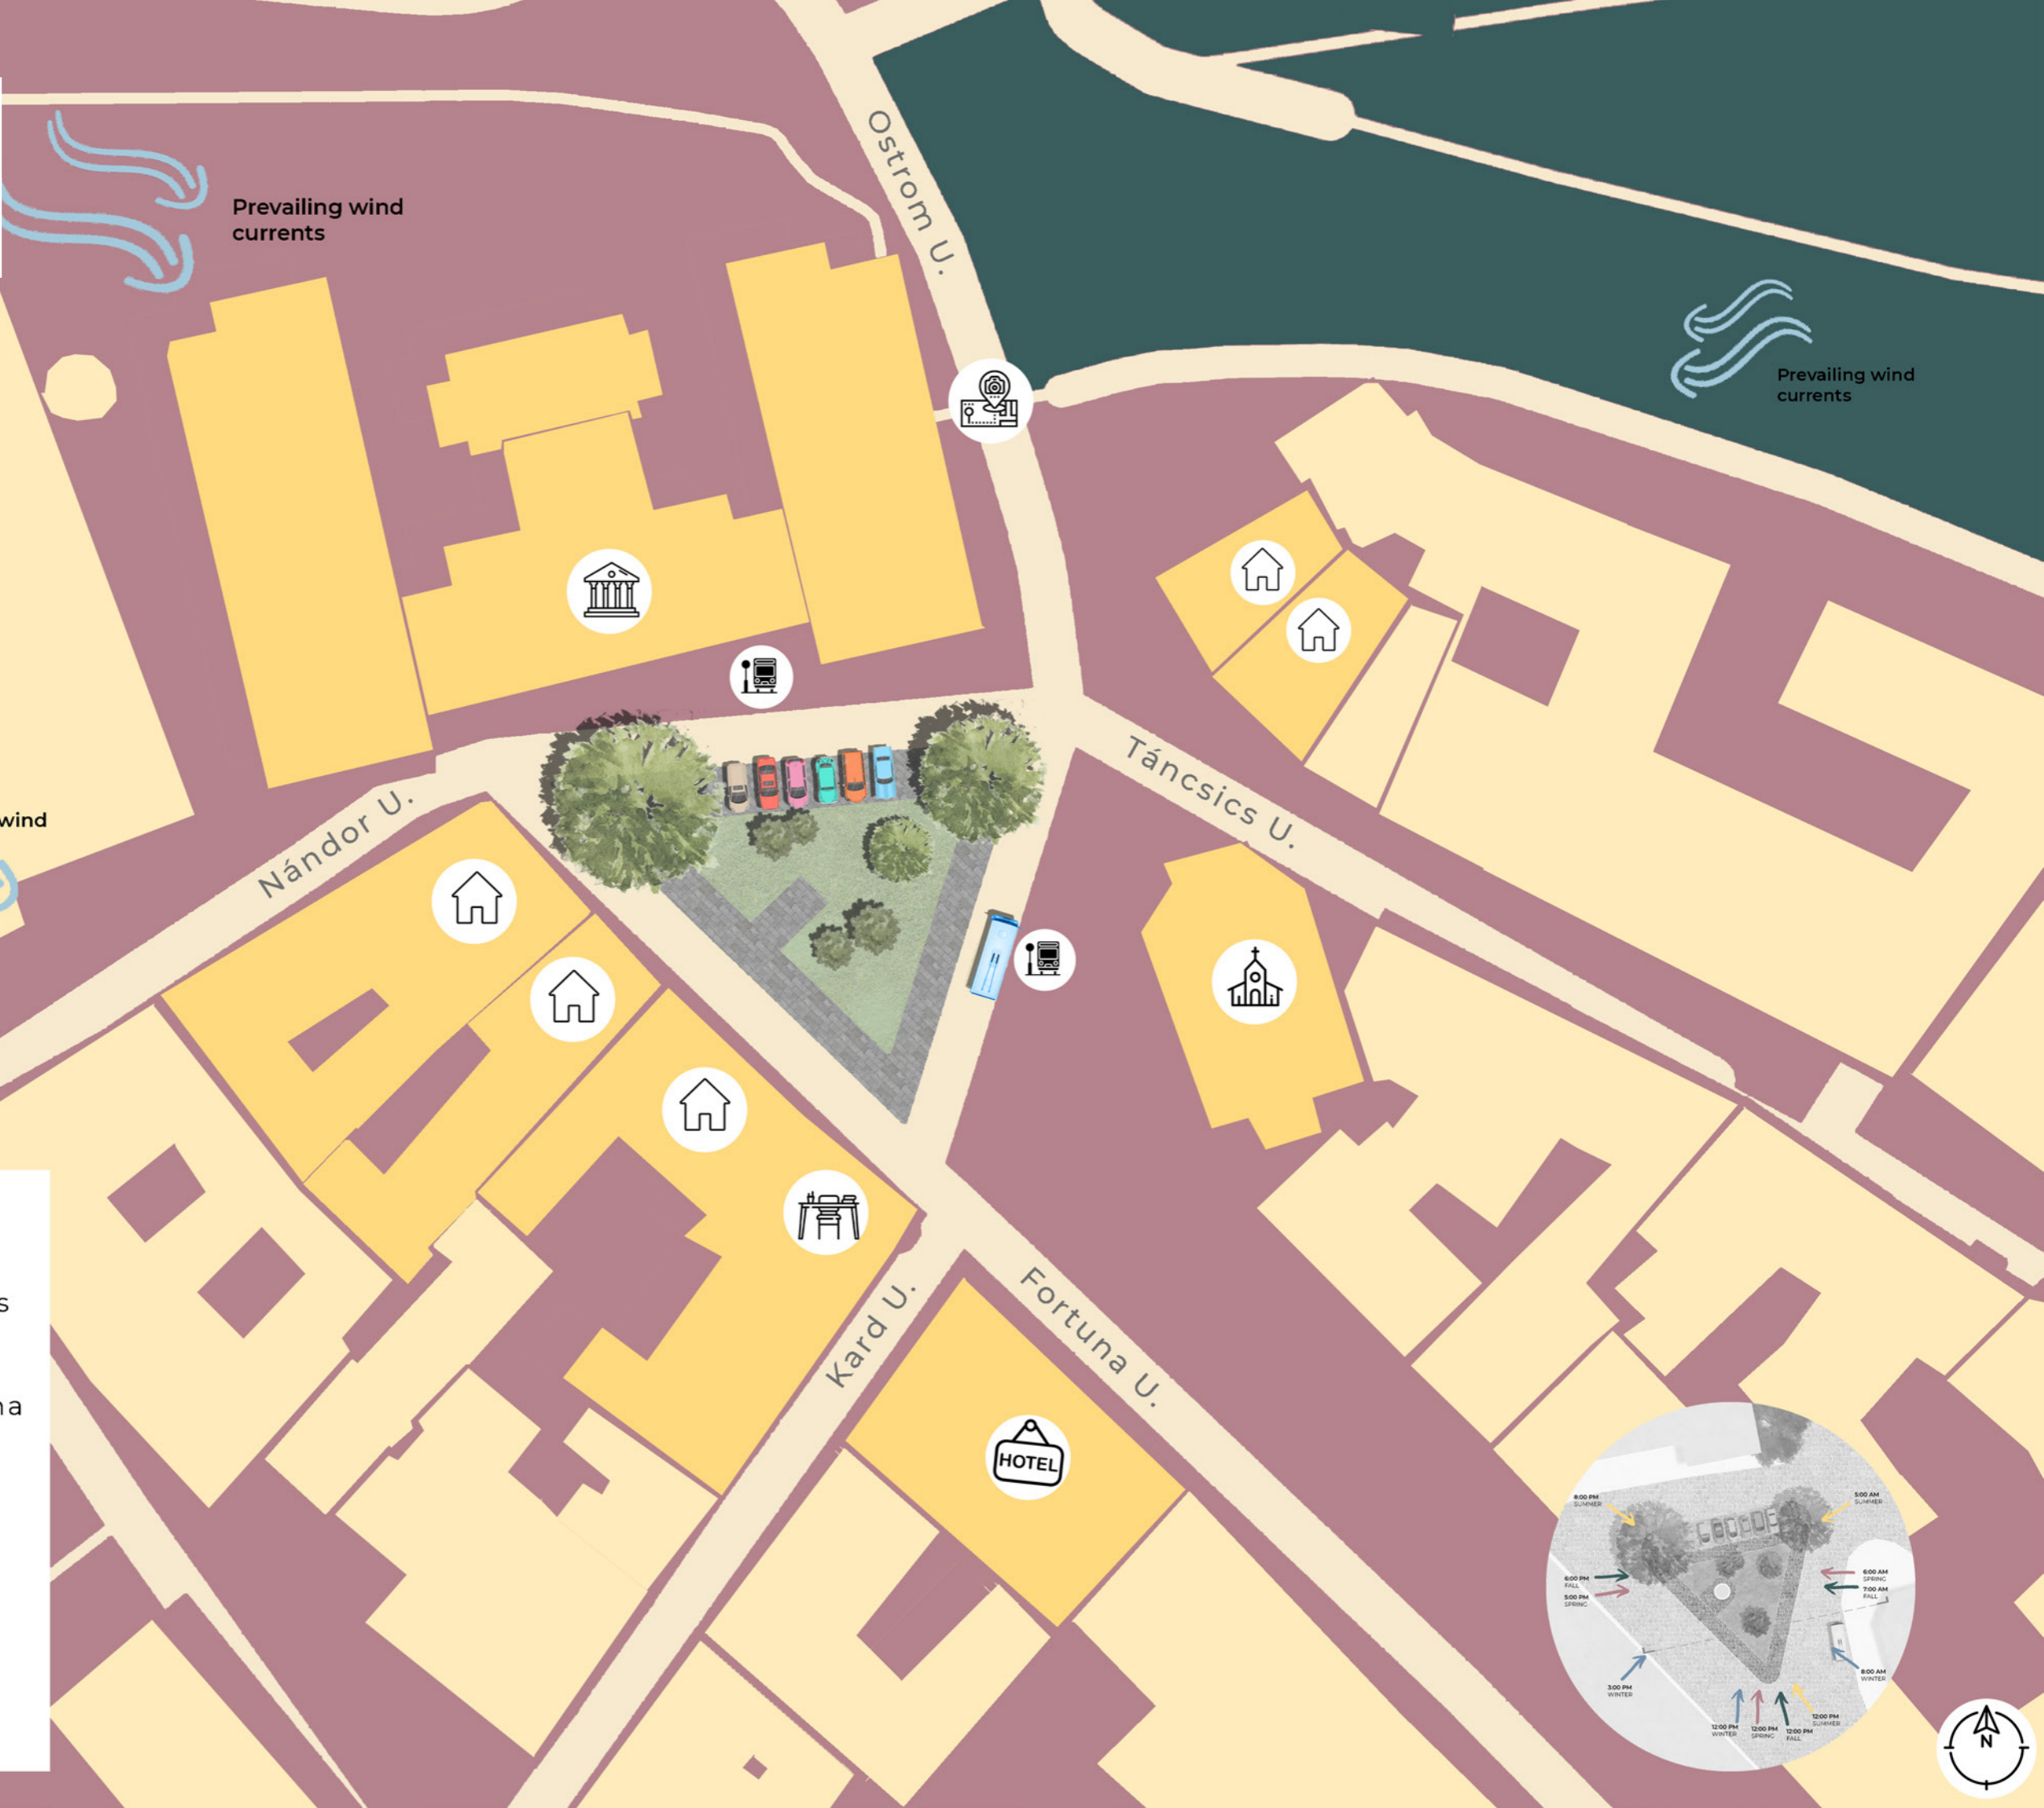 Ostrom U.
Prevailing wind
currents
Prevailing wind
currents
Táncsics U.
Nándor U.
wind
HOTEL
Kard U.
Fortuna U.
s
na
8:00 PM
SUMMER
5:00 AM
SUMMER
6:00 PM
FALL
5:00 PM
SPRING
6:00 AM
SPRING
7:00 AM
FALL
3:00 PM
WINTER
8:00 AM
WINTER
12:00 PM
WINTER
12:00 PM
SPRING
12:00 PM
FALL
12:00 PM
SUMMER
N